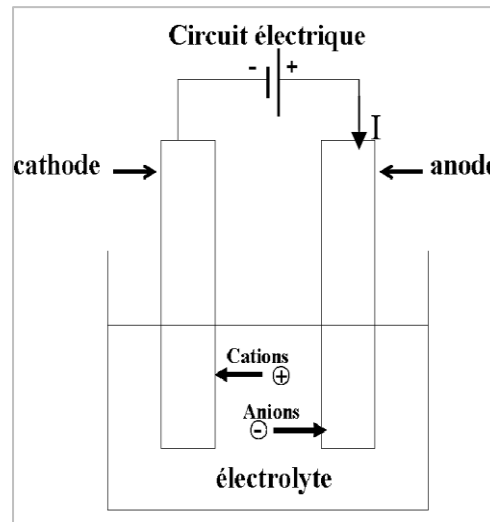 Circuit électrique
- +
I
cathode
anode
Cations
+
Anions
-
électrolyte